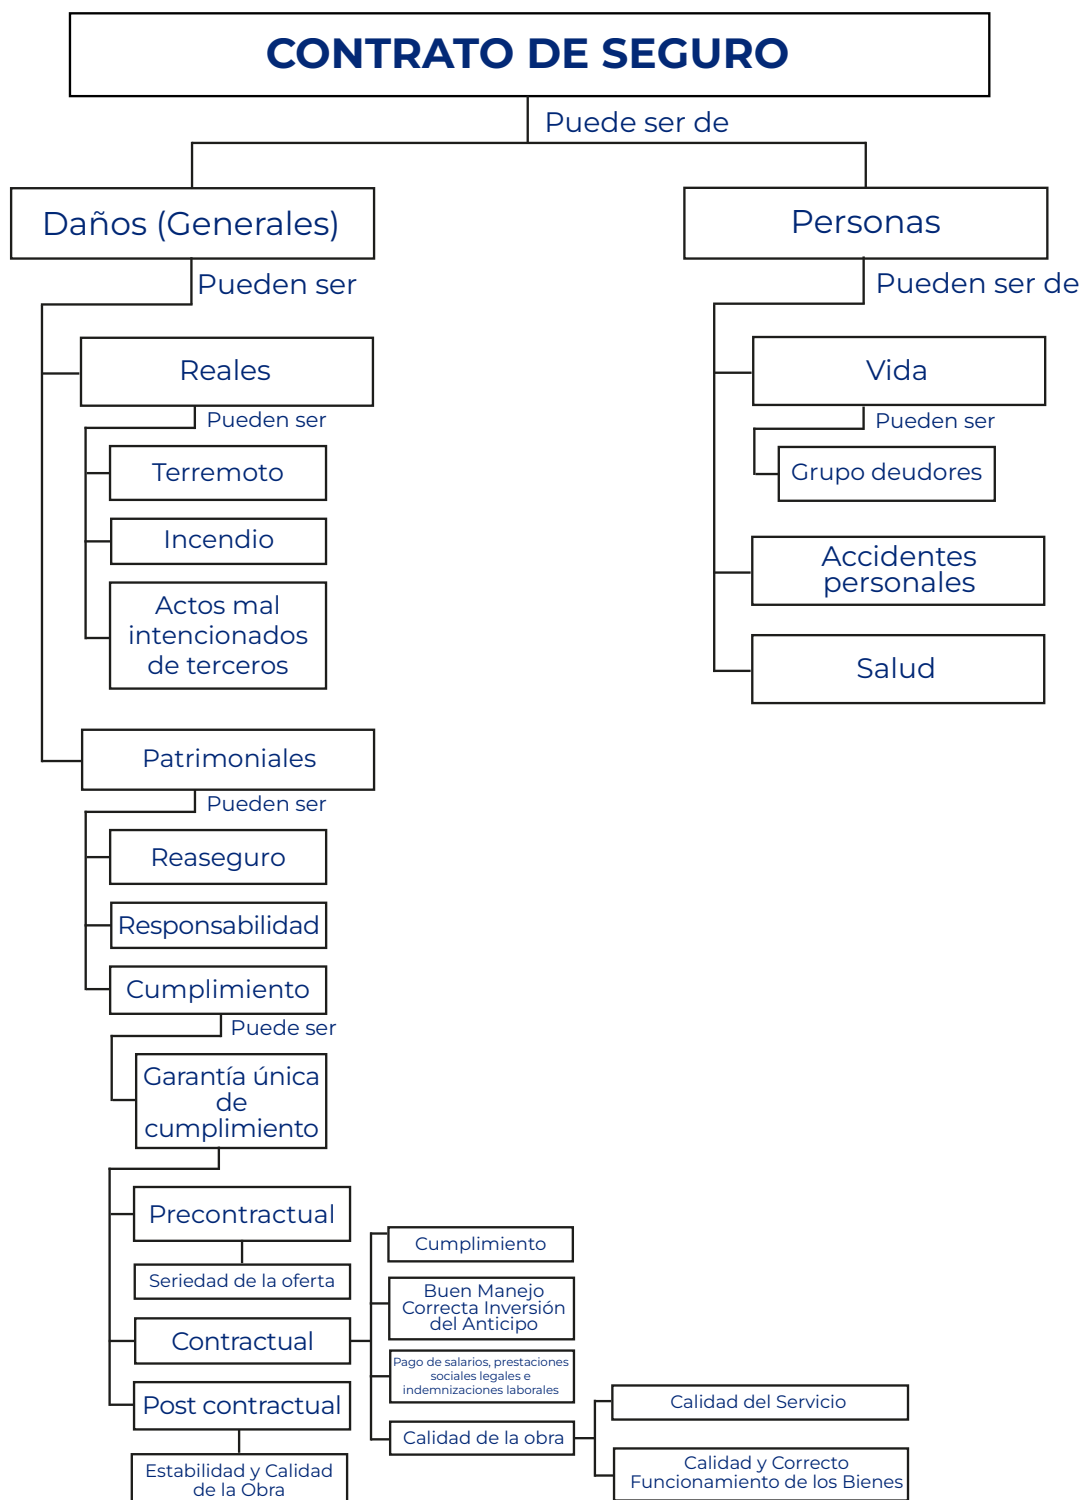 CONTRATO DE SEGURO
Puede ser de
Daños (Generales)
Pueden ser
Reales
Pueden ser
Terremoto
Incendio
Actos mal
intencionados
de terceros
Patrimoniales
Pueden ser
Reaseguro
Responsabilidad
Cumplimiento
Puede ser
Garantía única
de
cumplimiento
Precontractual
Seriedad de la oferta
Contractual
Cumplimiento
Buen Manejo
Correcta Inversión
del Anticipo
Pago de salarios, prestaciones
sociales legales e
indemnizaciones laborales
Calidad de la obra
Calidad del Servicio
Calidad y Correcto
Funcionamiento de los Bienes
Post contractual
Estabilidad y Calidad
de la Obra
Personas
Pueden ser de
Vida
Pueden ser
Grupo deudores
Accidentes
personales
Salud